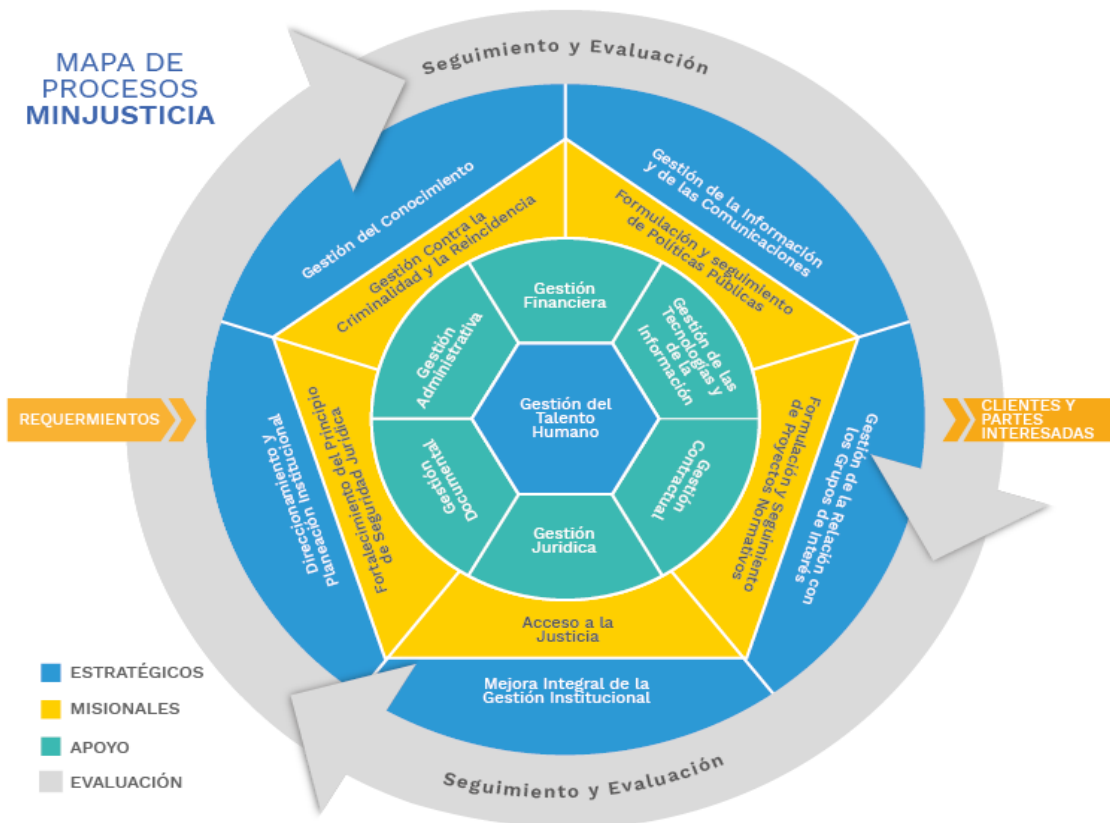 MAPA DE
PROCESOS
MINJUSTICIA
Seguimiento y Evaluación
Gestión del Conocimiento
Gestión de la Información
y de las Comunicaciones
Gestión Contra la
Criminalidad y la Reincidencia
Formulación y seguimiento
de Políticas Públicas
Gestión
Financiera
Gestión
Administrativa
Gestión de las
Tecnologías y
de la
Información
Gestión del
Talento
Humano
REQUERMIENTOS
CLIENTES Y
PARTES
INTERESADAS
Direccionamiento y
Planeación Institucional
Fortalecimiento del Principio
de Seguridad Jurídica
Gestión
Documental
Gestión
Contractual
Formulación y Seguimiento
de Proyectos Normativos
Gestión de la Relación con
los Grupos de Interés
Gestión
Jurídica
Acceso a la
Justicia
Mejora Integral de la
Gestión Institucional
ESTRATÉGICOS
MISIONALES
APOYO
EVALUACIÓN
Seguimiento y Evaluación